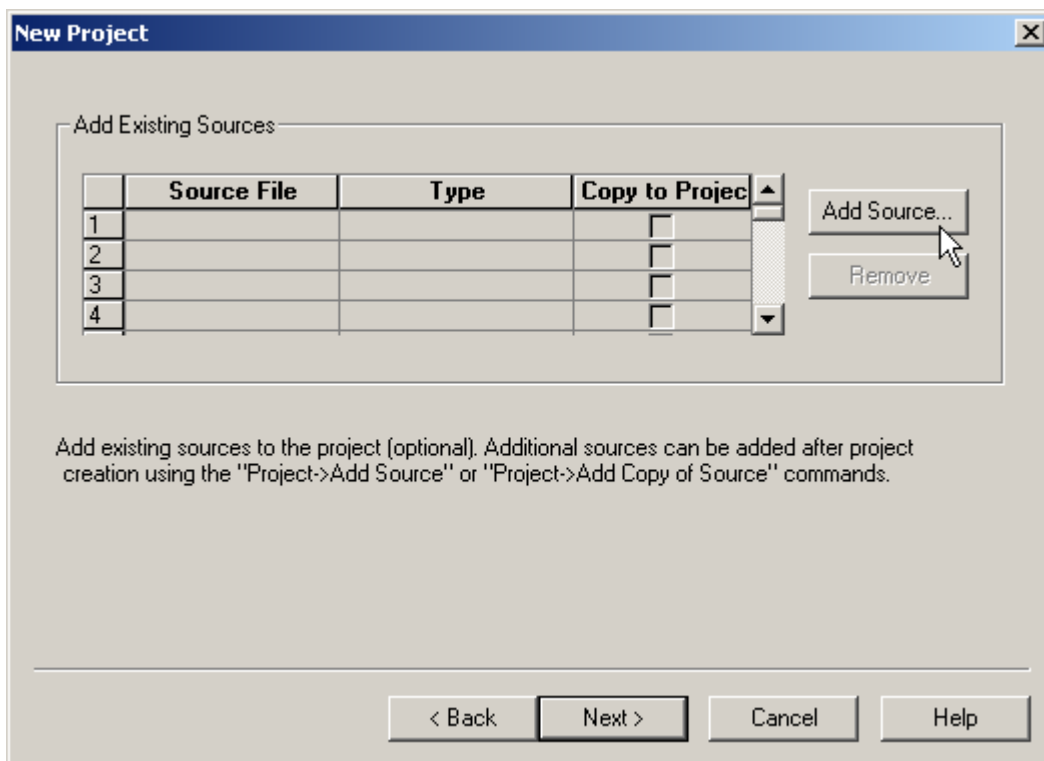 New Project
Add Existing Sources
Source File Type Copy to Projec
1
2
3
4
Add Source...
Remove
Add existing sources to the project (optional). Additional sources can be added after project
creation using the "Project->Add Source" or "Project->Add Copy of Source" commands.
< Back Next > Cancel Help